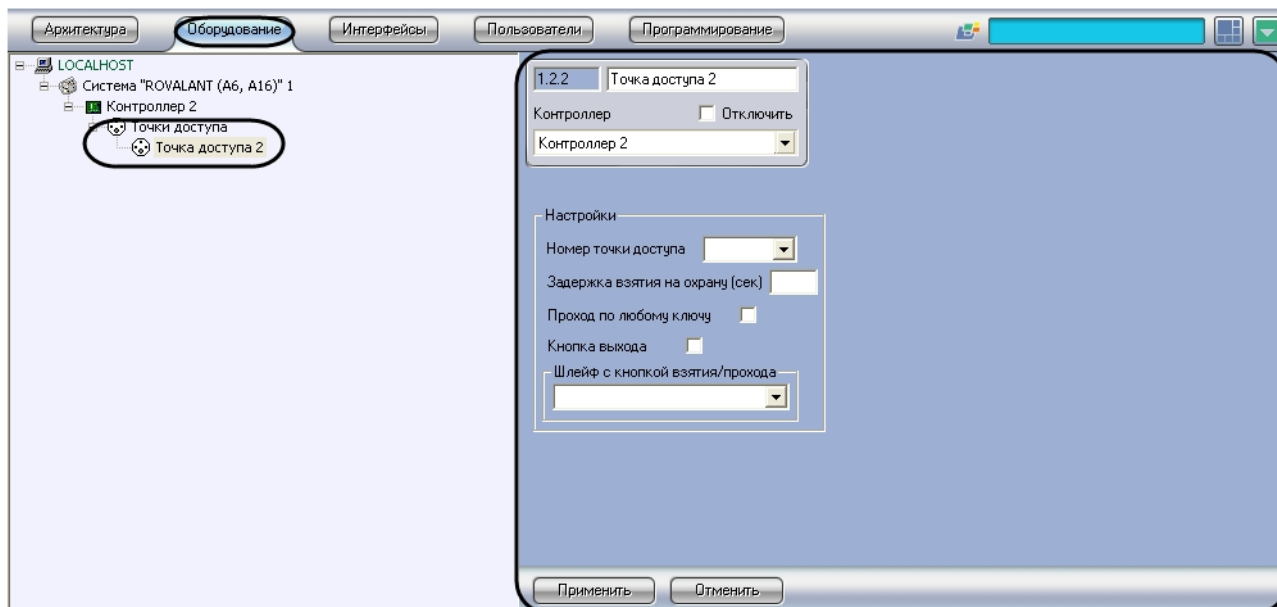 Архитектура Оборудование Интерфейсы Пользователи Программирование
LOCALHOST
Система "ROVALANT (A6, A16)" 1
Контроллер 2
Точки доступа
Точка доступа 2
1.2.2 Точка доступа 2
Контроллер Отключить
Контроллер 2
Настройки
Номер точки доступа
Задержка взятия на охрану (сек)
Проход по любому ключу
Кнопка выхода
Шлейф с кнопкой взятия/прохода
Применить Отменить